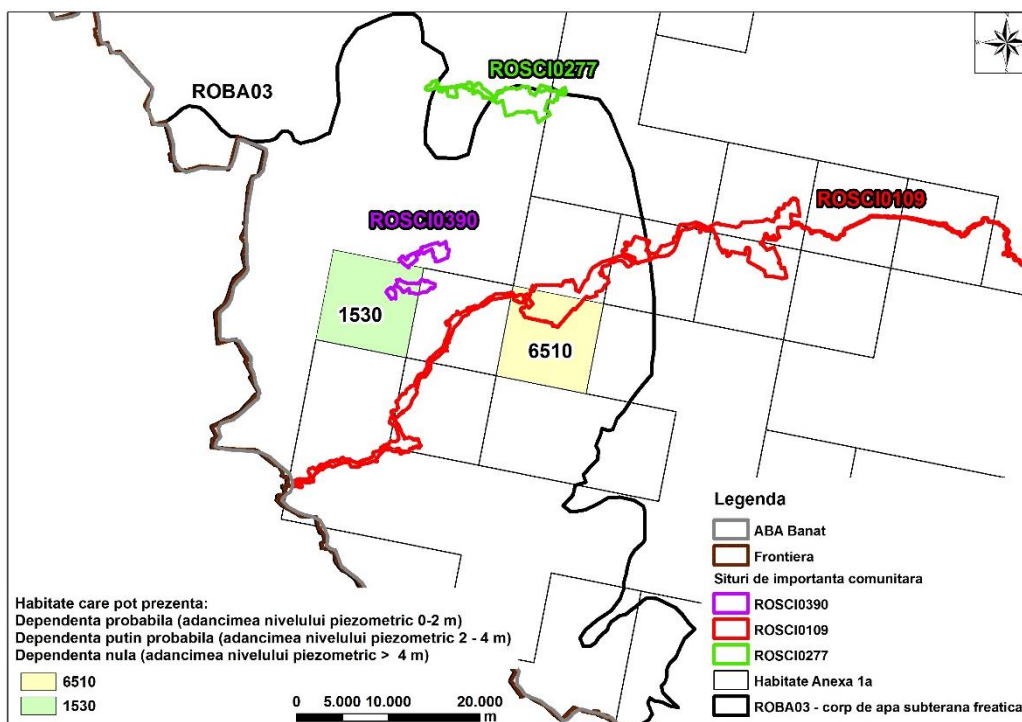 ROSCI0277
ROBA03
ROSCI0109
ROSCI0390
1530
6510
Legenda
ABA Banat
Frontiera
Situri de importanta comunitara
ROSCI0390
ROSCI0109
ROSCI0277
Habitate Anexa 1a
ROBA03 - corp de apa subterana freatica
Habitate care pot prezenta:
Dependenta probabila (adancimea nivelului piezometric 0-2 m)
Dependenta putin probabila (adancimea nivelului piezometric 2 - 4 m)
Dependenta nula (adancimea nivelului piezometric > 4 m)
6510
1530
0 5.000 10.000 20.000
m